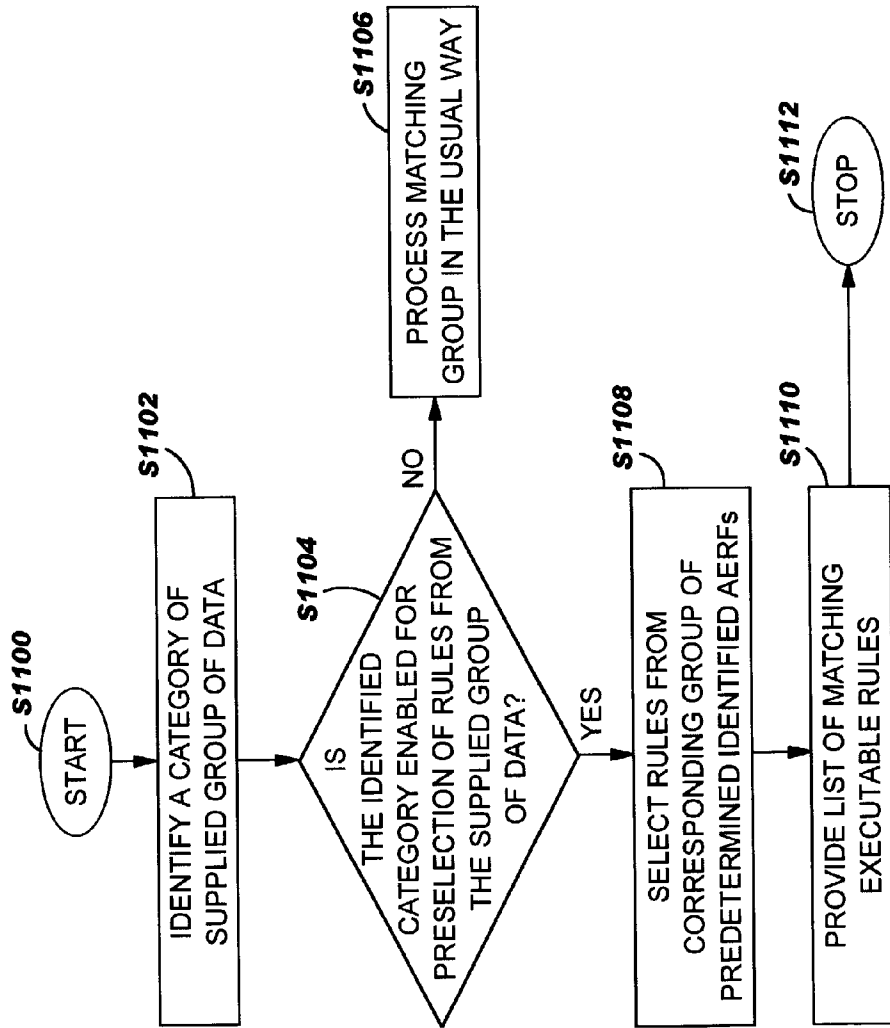 S1100
START
S1102
IDENTIFY A CATEGORY OF
SUPPLIED GROUP OF DATA
S1104
IS
THE IDENTIFIED
CATEGORY ENABLED FOR
PRESELECTION OF RULES FROM
THE SUPPLIED GROUP
OF DATA?
NO
S1106
PROCESS MATCHING
GROUP IN THE USUAL WAY
YES
S1108
SELECT RULES FROM
CORRESPONDING GROUP OF
PREDETERMINED IDENTIFIED AERFs
S1110
PROVIDE LIST OF MATCHING
EXECUTABLE RULES
S1112
STOP